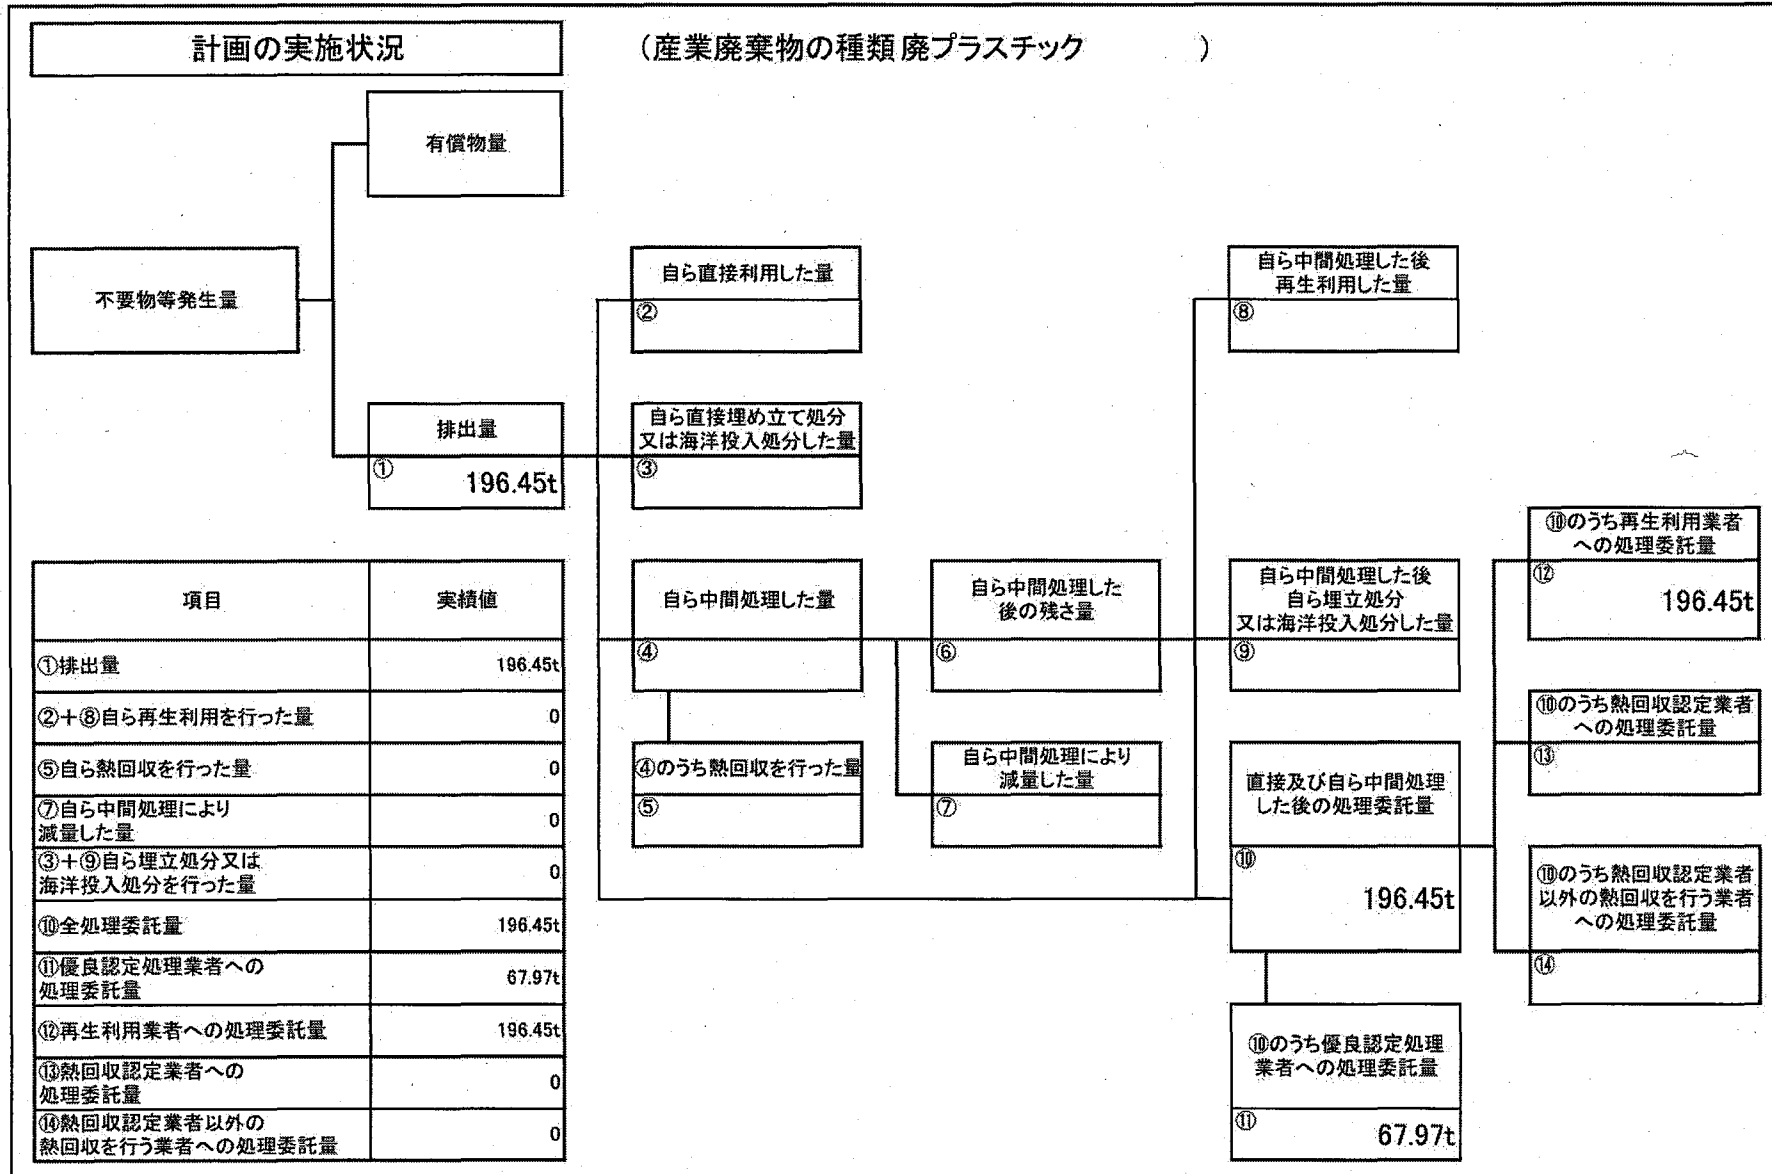 計画の実施状況
(産業廃棄物の種類 廃プラスチック )
有償物量
不要物等発生量
排出量
①
196.45t
自ら直接利用した量
②
自ら直接埋め立て処分
又は海洋投入処分した量
③
自ら中間処理した量
④
④のうち熱回収を行った量
⑤
自ら中間処理した
後の残さ量
⑥
自ら中間処理により
減量した量
⑦
自ら中間処理した後
再生利用した量
⑧
自ら中間処理した後
自ら埋立処分
又は海洋投入処分した量
⑨
直接及び自ら中間処理
した後の処理委託量
⑩
196.45t
⑩のうち優良認定処理
業者への処理委託量
⑪
67.97t
⑩のうち再生利用業者
への処理委託量
⑫
196.45t
⑩のうち熱回収認定業者
への処理委託量
⑬
⑩のうち熱回収認定業者
以外の熱回収を行う業者
への処理委託量
⑭
項目 実績値
①排出量 196.45t
②+⑧自ら再生利用を行った量 0
⑤自ら熱回収を行った量 0
⑦自ら中間処理により
減量した量 0
③+⑨自ら埋立処分又は
海洋投入処分を行った量 0
⑩全処理委託量 196.45t
⑪優良認定処理業者への
処理委託量 67.97t
⑫再生利用業者への処理委託量 196.45t
⑬熱回収認定業者への
処理委託量 0
⑭熱回収認定業者以外の
熱回収を行う業者への処理委託量 0